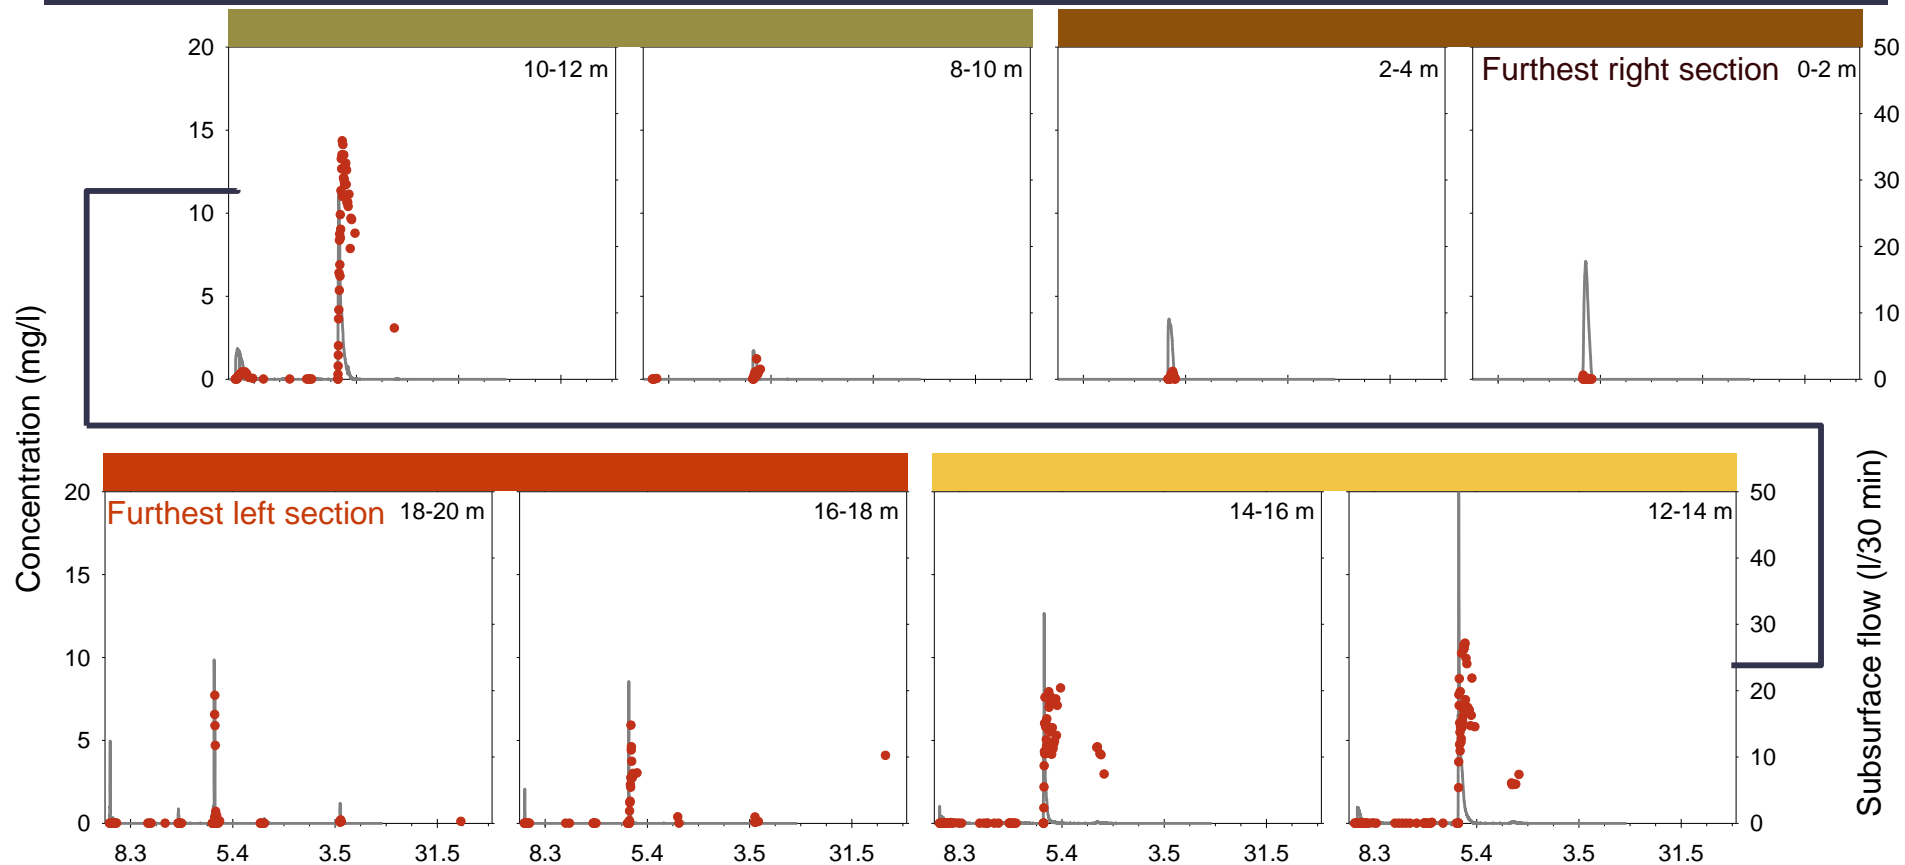 20
15
10
5
0
10-12 m
8-10 m
2-4 m
Furthest right section 0-2 m
50
40
30
20
10
0
Concentration (mg/l)
20
15
10
5
0
Furthest left section 18-20 m
16-18 m
14-16 m
12-14 m
50
40
30
20
10
0
Subsurface flow (l/30 min)
8.3 5.4 3.5 31.5
8.3 5.4 3.5 31.5
8.3 5.4 3.5 31.5
8.3 5.4 3.5 31.5